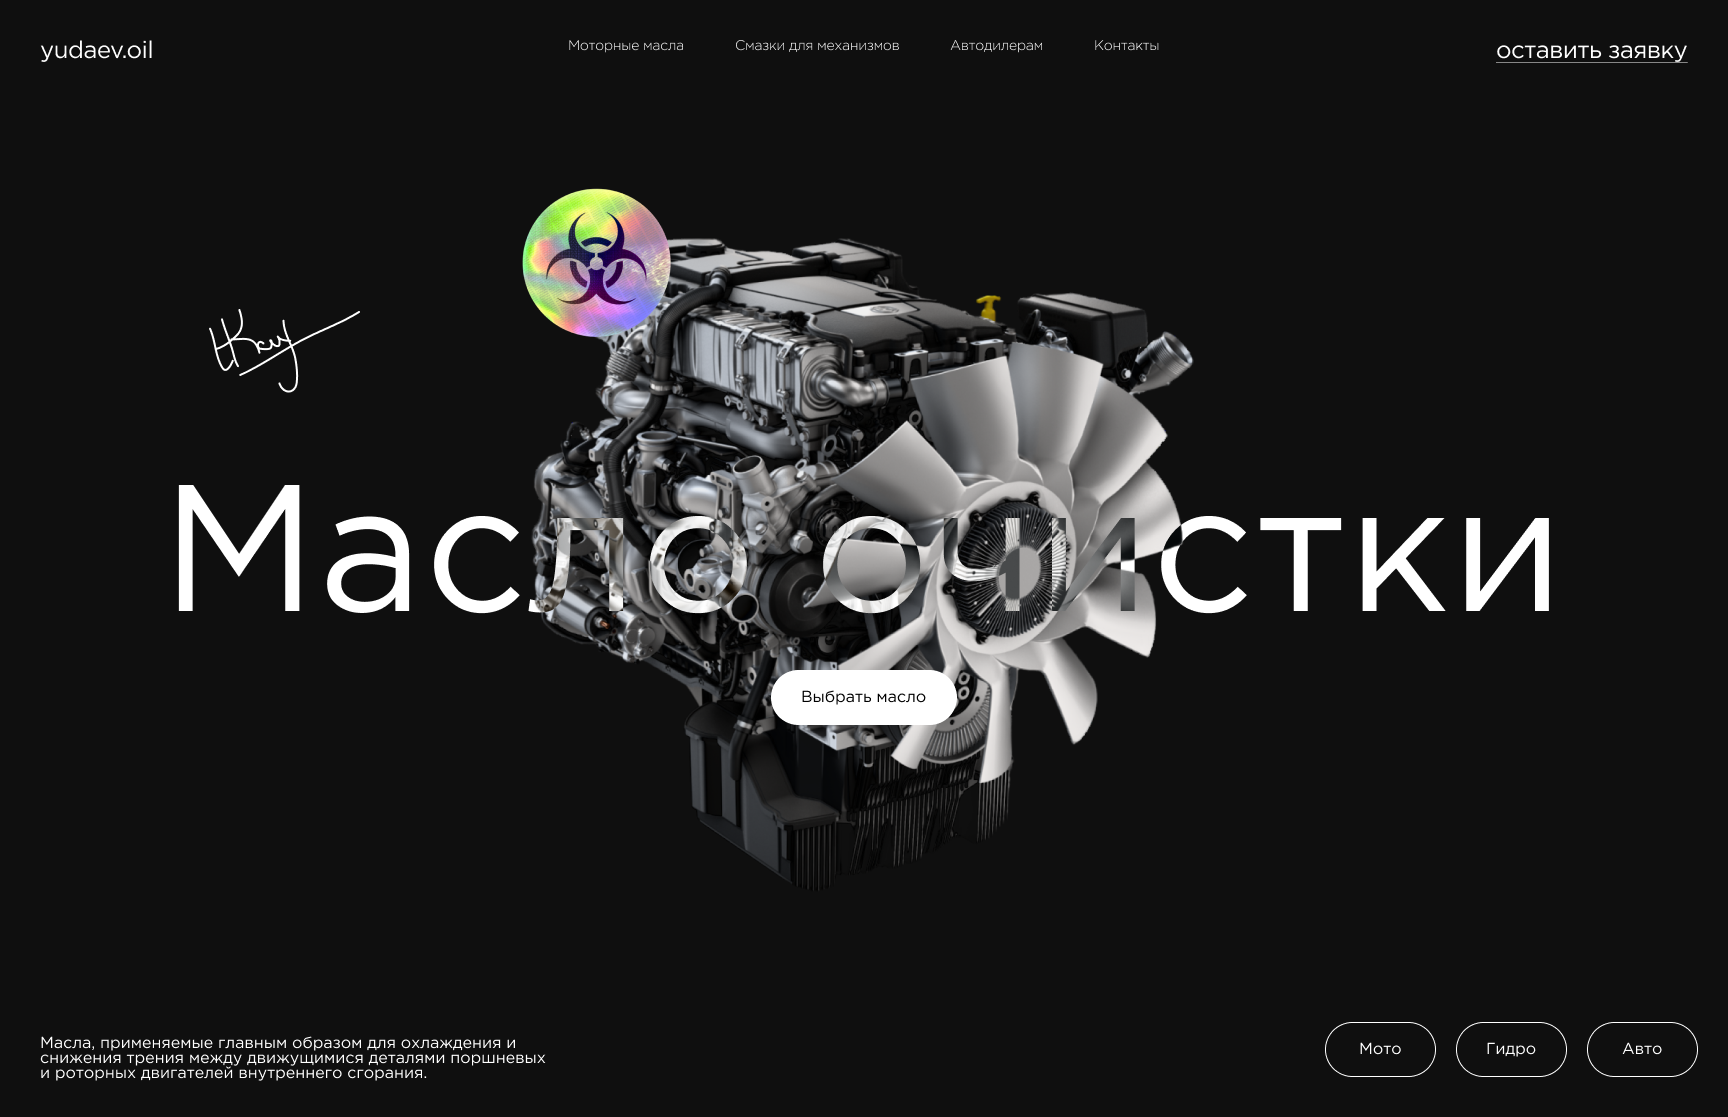 yudaev.oil
Моторные масла
Смазки для механизмов
Автодилерам
Контакты
оставить заявку
Масло очистки
Выбрать масло
Масла, применяемые главным образом для охлаждения и
снижения трения между движущимися деталями поршневых
и роторных двигателей внутреннего сгорания.
Мото
Гидро
Авто